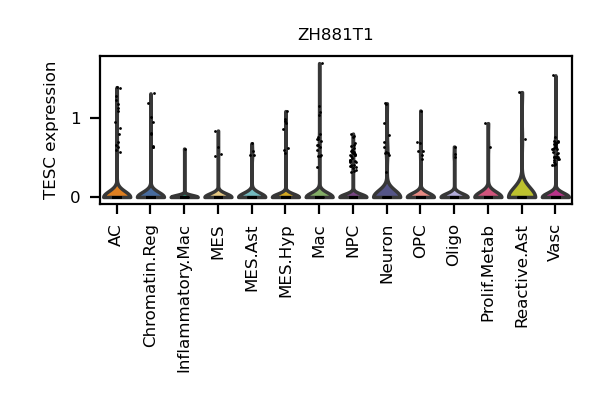 ZH881T1
TESC expression
1
0
AC
Chromatin.Reg
Inflammatory.Mac
MES
MES.Ast
MES.Hyp
Mac
NPC
Neuron
OPC
Oligo
Prolif.Metab
Reactive.Ast
Vasc